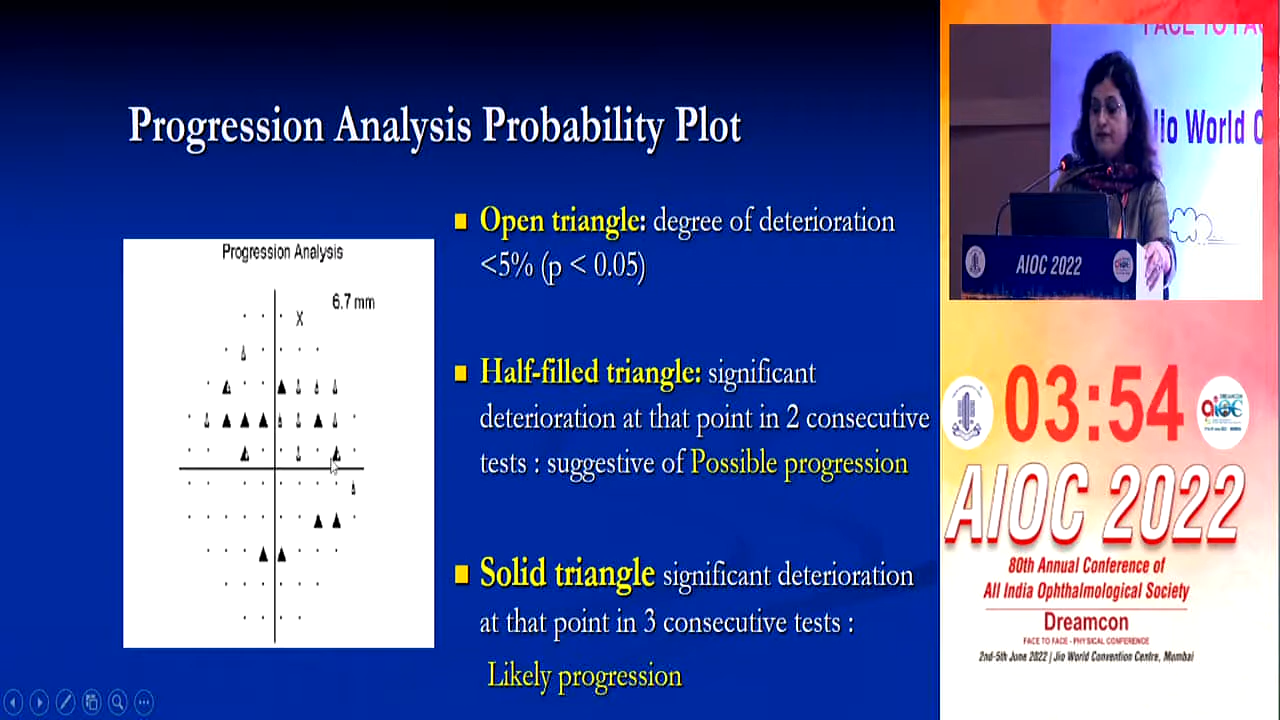 Progression Analysis Probability Plot
Progression Analysis
6.7 mm
X
Open triangle: degree of deterioration
<5% (p < 0.05)
Half-filled triangle: significant
deterioration at that point in 2 consecutive
tests : suggestive of Possible progression
Solid triangle significant deterioration
at that point in 3 consecutive tests :
Likely progression
Jio World C
AIOC 2022
03:54
AIOC 2022
80th Annual Conference of
All India Ophthalmological Society
Dreamcon
FACE TO FACE - PHYSICAL CONFERENCE
2nd-5th June 2022 | Jio World Convention Centre, Mumbai